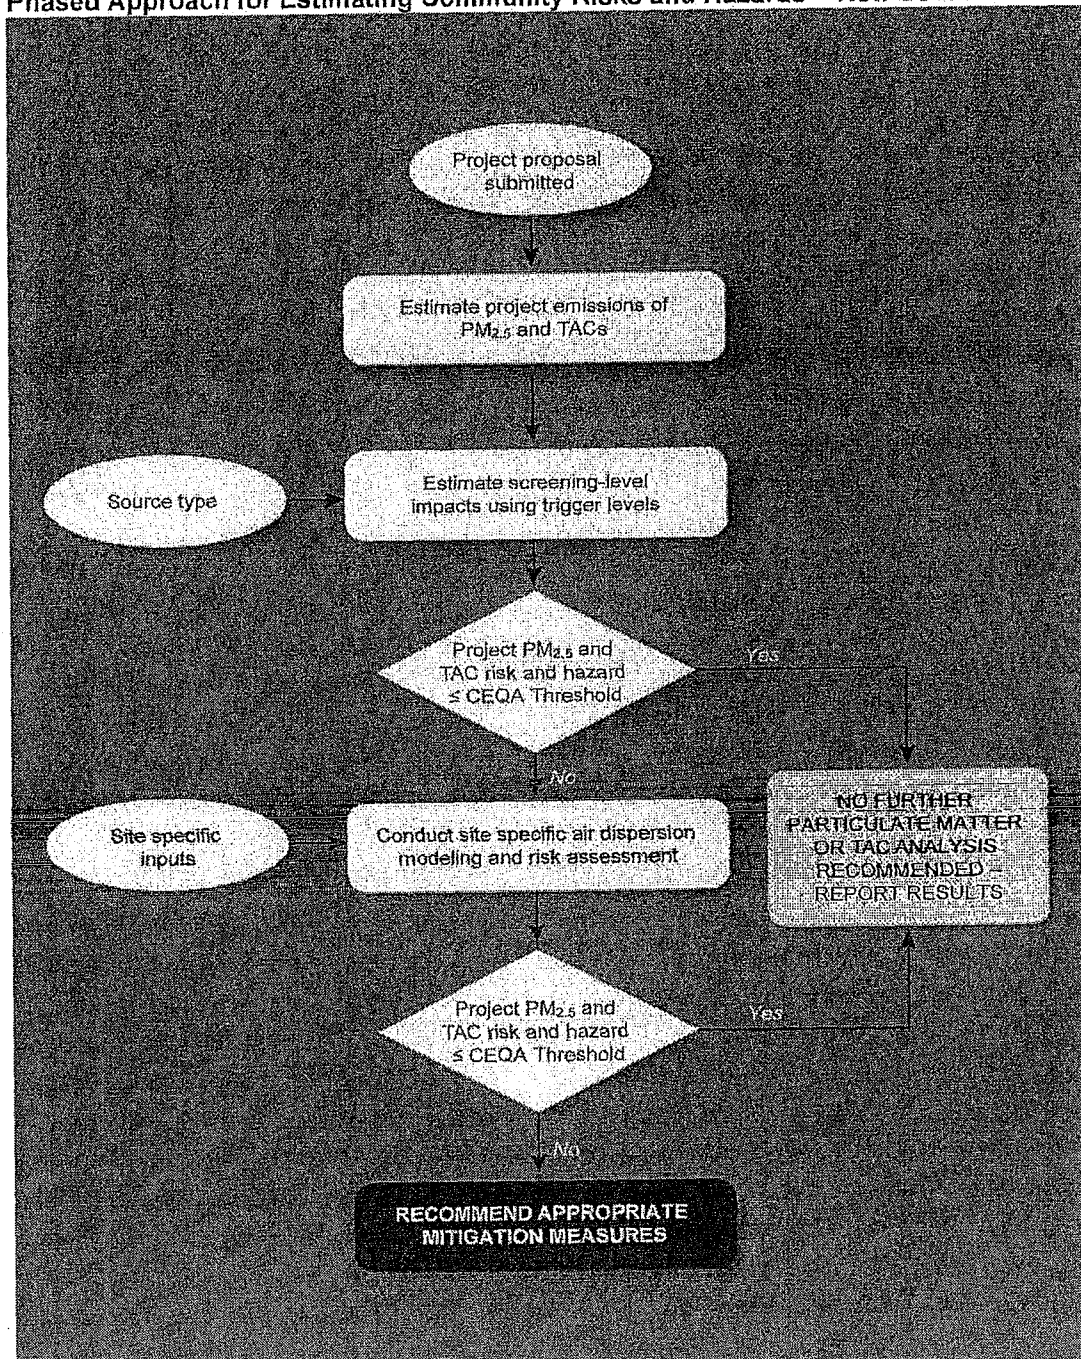 Phased Approach for Estimating Community Risks and Hazards –
Project proposal
submitted
Estimate project emissions of
PM2.5 and TACs
Source type
Estimate screening-level
impacts using trigger levels
Project PM2.5 and
TAC risk and hazard
≤ CEQA Threshold
Yes
No
Site specific
inputs
Conduct site specific air dispersion
modeling and risk assessment
NO FURTHER
PARTICULATE MATTER
OR TAC ANALYSIS
RECOMMENDED –
REPORT RESULTS
Project PM2.5 and
TAC risk and hazard
≤ CEQA Threshold
Yes
No
RECOMMEND APPROPRIATE
MITIGATION MEASURES